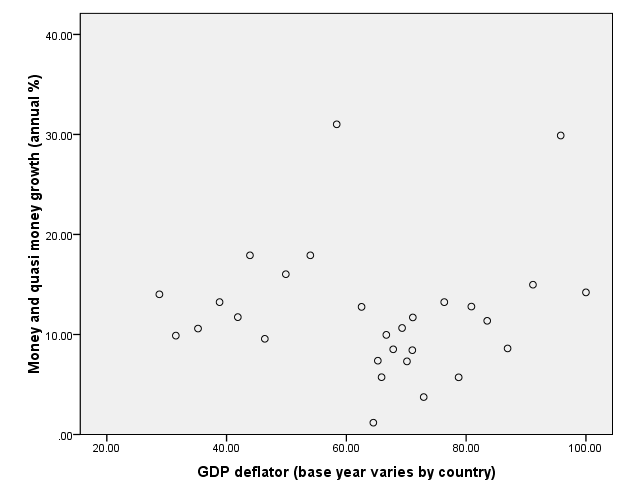 Money and quasi money growth (annual %)
40.00
30.00
20.00
10.00
.00
20.00 40.00 60.00 80.00 100.00
GDP deflator (base year varies by country)